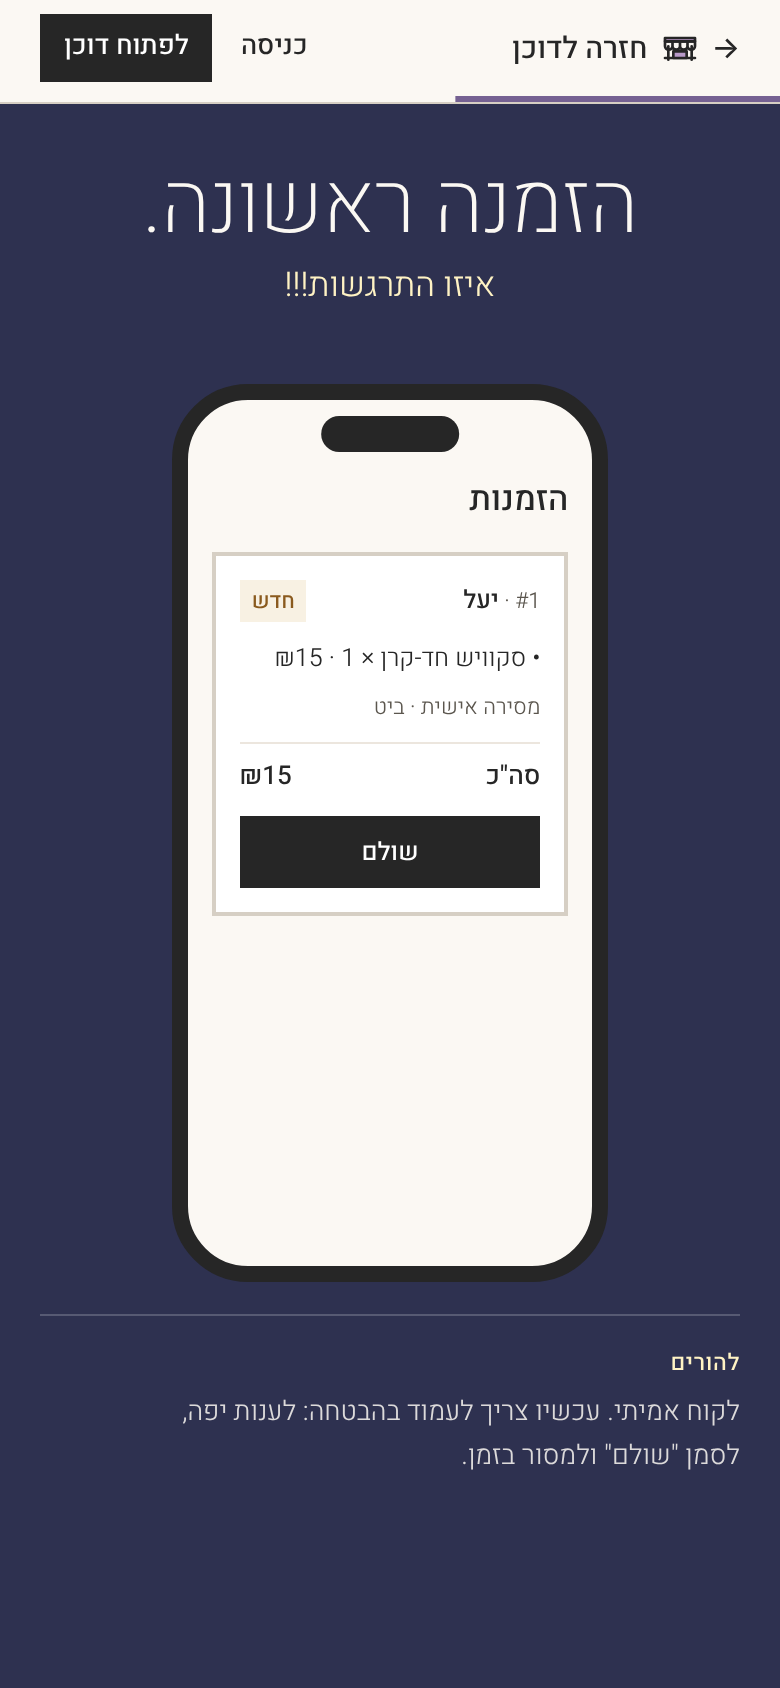 חזרה לדוכן
כניסה
לפתוח דוכן
הזמנה ראשונה.
איזו התרגשות!!!
הזמנות
#1 · יעל
חדש
• סקוויש חד-קרן × 1 · ₪15
מסירה אישית · ביט
סה"כ
₪15
שולם
להורים
לקוח אמיתי. עכשיו צריך לעמוד בהבטחה: לענות יפה,
לסמן "שולם" ולמסור בזמן.